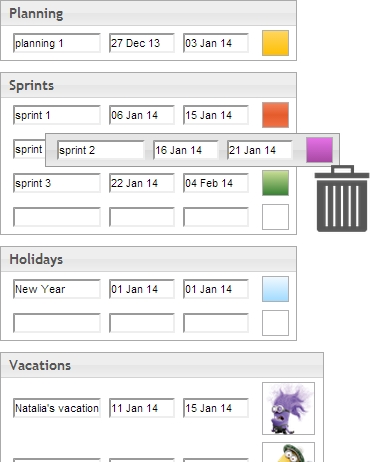 Planning
planning 1 27 Dec 13 03 Jan 14
Sprints
sprint 1 06 Jan 14 15 Jan 14
sprint
sprint 2 16 Jan 14 21 Jan 14
sprint 3 22 Jan 14 04 Feb 14
Holidays
New Year 01 Jan 14 01 Jan 14
Vacations
Natalia's vacation 11 Jan 14 15 Jan 14